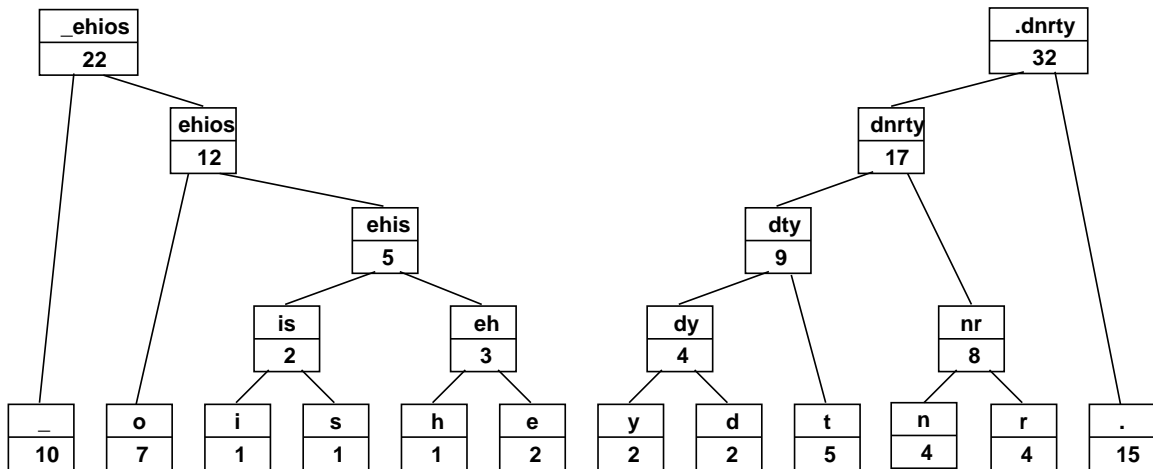 _ehios .dnrty
22 32
ehios dnrty
12 17
ehis dty
5 9
is eh dy nr
2 3 4 8
_ o i s h e y d t n r .
10 7 1 1 1 2 2 2 5 4 4 15